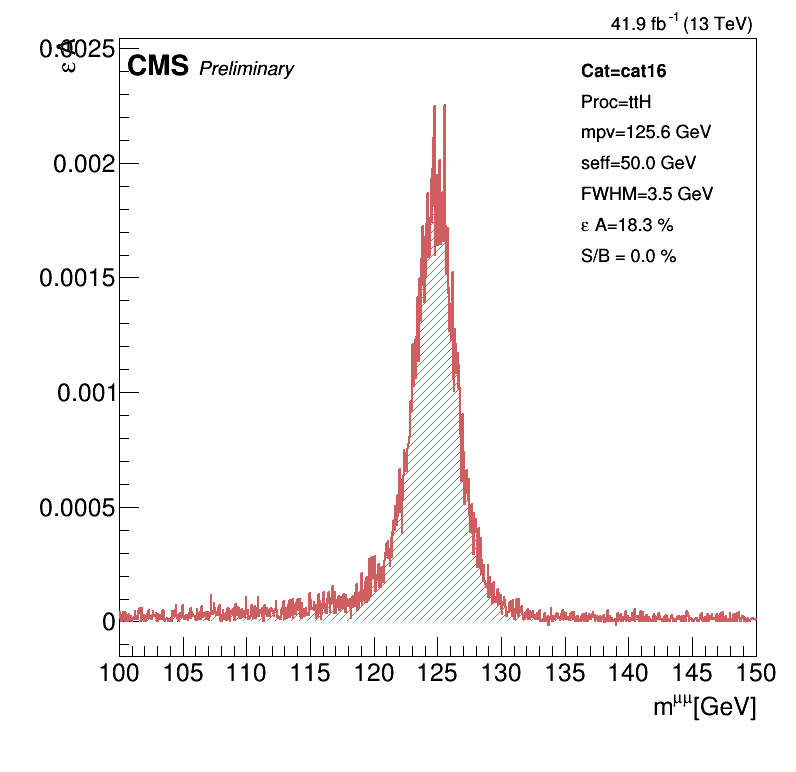 41.9 fb⁻¹ (13 TeV)
CMS Preliminary
Cat=cat16
Proc=ttH
mpv=125.6 GeV
seff=50.0 GeV
FWHM=3.5 GeV
ε A=18.3 %
S/B = 0.0 %
ε A
0.0025
0.002
0.0015
0.001
0.0005
0
100 105 110 115 120 125 130 135 140 145 150
m^μμ[GeV]